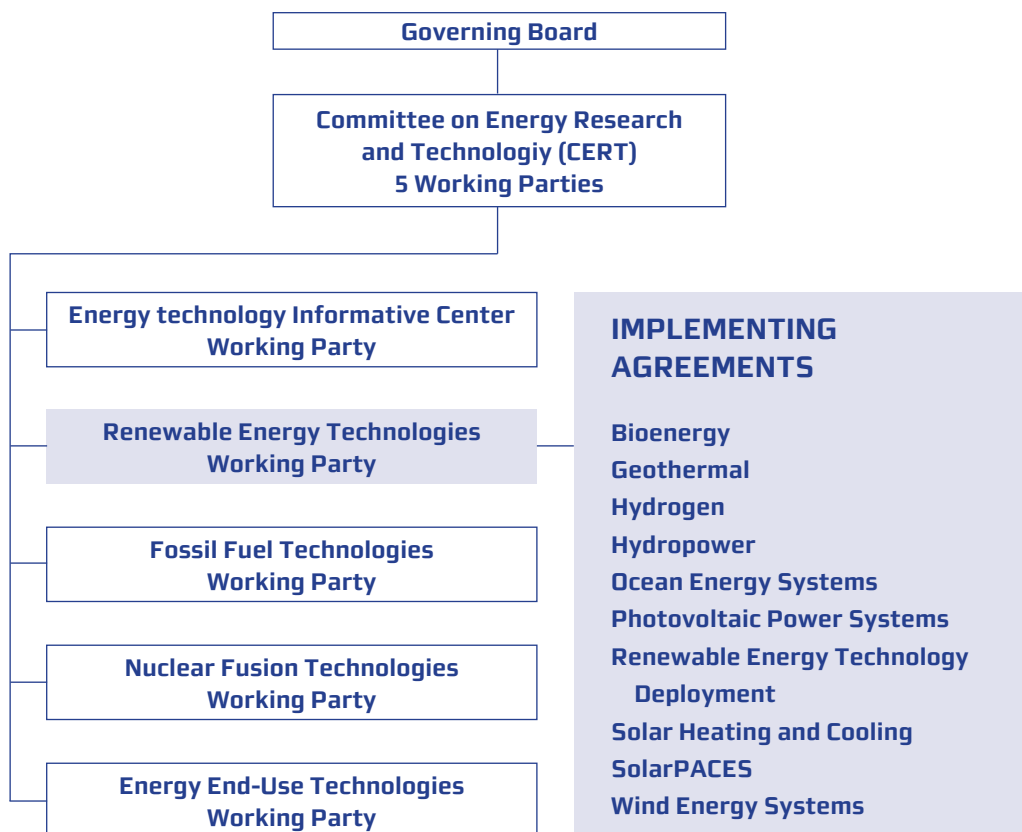 Governing Board
Committee on Energy Research
and Technologiy (CERT)
5 Working Parties
Energy technology Informative Center
Working Party
Renewable Energy Technologies
Working Party
Fossil Fuel Technologies
Working Party
Nuclear Fusion Technologies
Working Party
Energy End-Use Technologies
Working Party
IMPLEMENTING
AGREEMENTS
Bioenergy
Geothermal
Hydrogen
Hydropower
Ocean Energy Systems
Photovoltaic Power Systems
Renewable Energy Technology
Deployment
Solar Heating and Cooling
SolarPACES
Wind Energy Systems